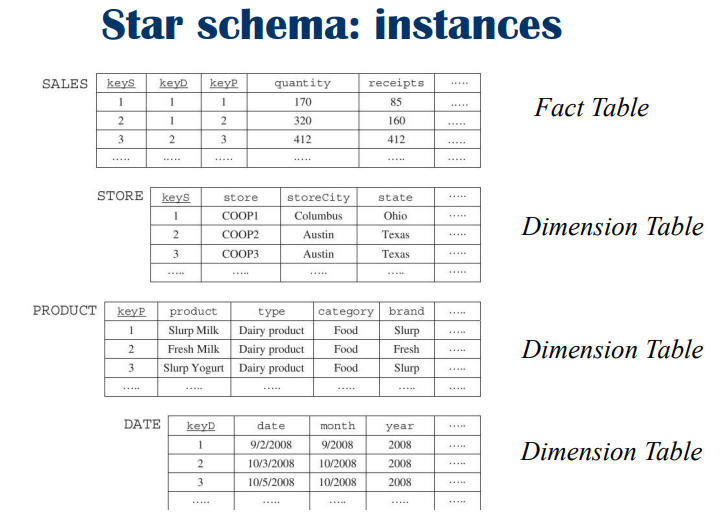 Star schema: instances
SALES keyS keyD keyP quantity receipts .....
1 1 1 170 85 .....
2 1 2 320 160 .....
3 2 3 412 412 .....
..... ..... ..... ..... ..... .....
Fact Table
STORE keyS store storeCity state .....
1 COOP1 Columbus Ohio .....
2 COOP2 Austin Texas .....
3 COOP3 Austin Texas .....
..... ..... ..... ..... .....
Dimension Table
PRODUCT keyP product type category brand .....
1 Slurp Milk Dairy product Food Slurp .....
2 Fresh Milk Dairy product Food Fresh .....
3 Slurp Yogurt Dairy product Food Slurp .....
..... ..... ..... ..... ..... .....
Dimension Table
DATE keyD date month year .....
1 9/2/2008 9/2008 2008 .....
2 10/3/2008 10/2008 2008 .....
3 10/5/2008 10/2008 2008 .....
..... ..... ..... ..... .....
Dimension Table